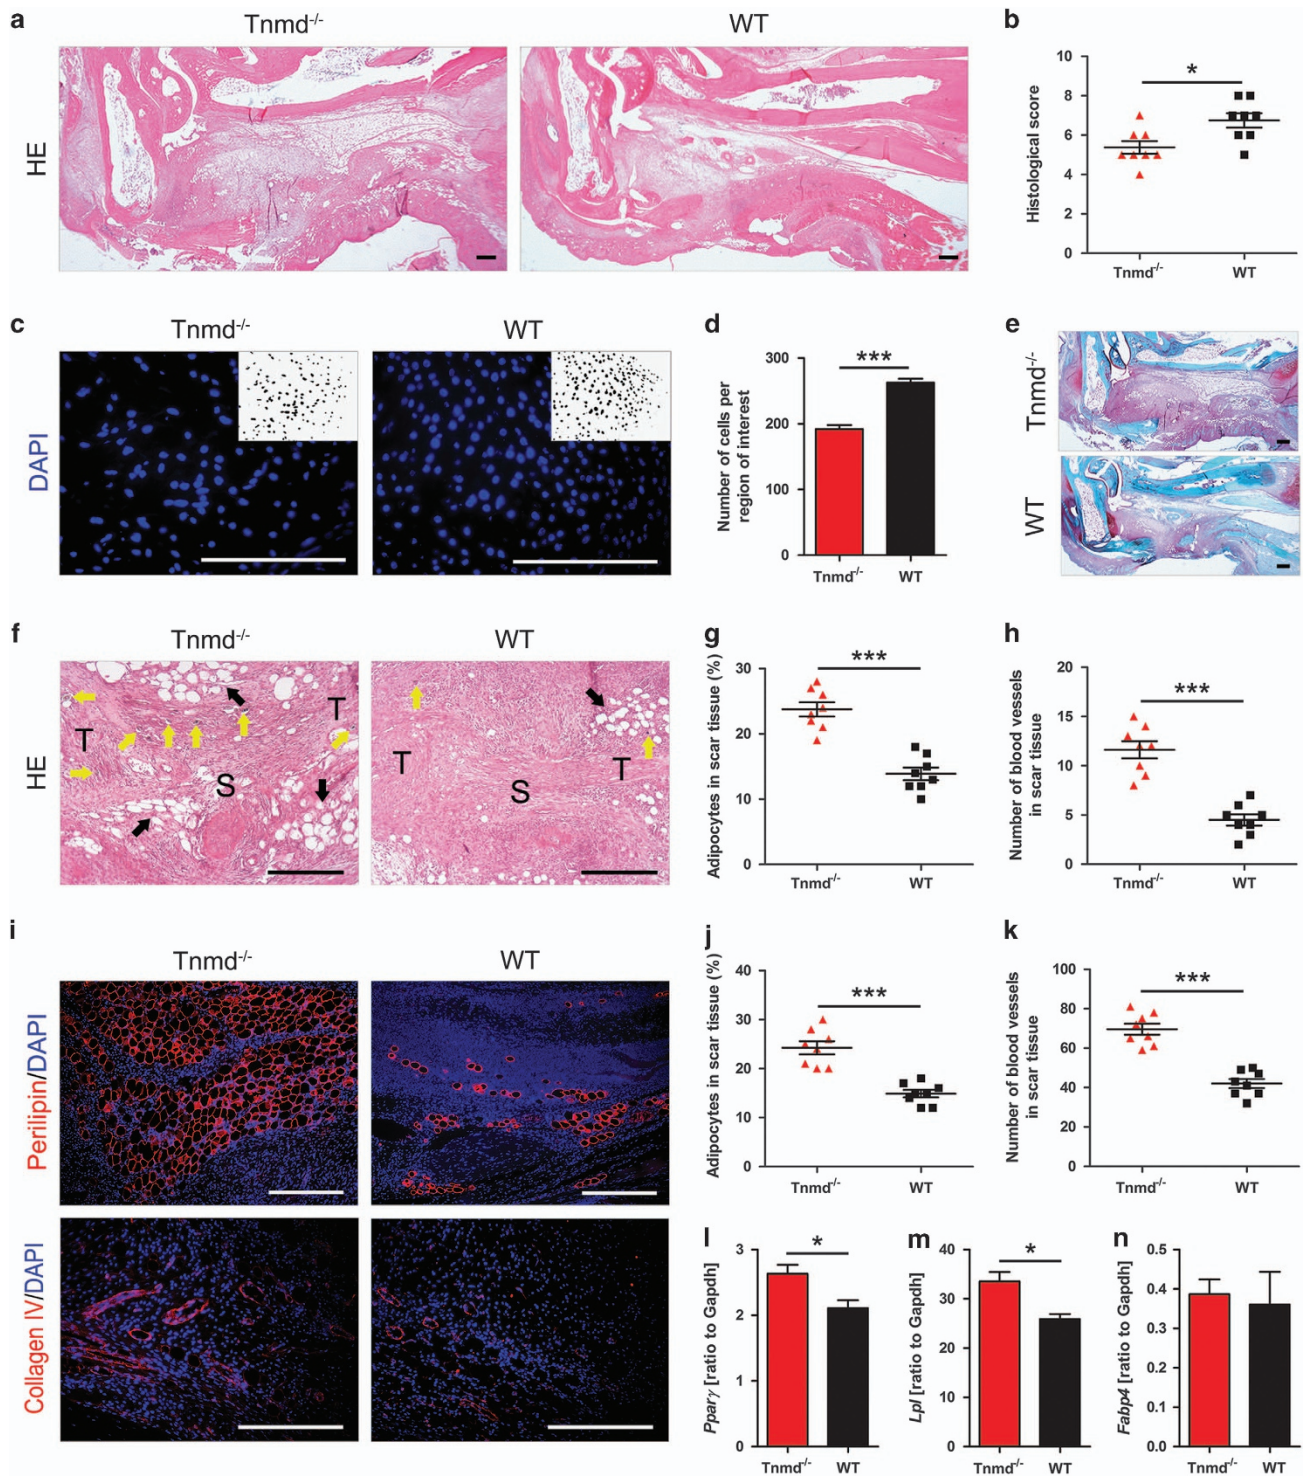 a
Tnmd-/-
WT
HE
b
10
8
6
4
2
0
Histological score
*
Tnmd-/-
WT
c
Tnmd-/-
WT
DAPI
d
300
200
100
0
Number of cells per
region of interest
***
Tnmd-/-
WT
e
Tnmd-/-
WT
f
Tnmd-/-
WT
HE
T
T
S
T
T
S
g
30
20
10
0
Adipocytes in scar tissue (%)
***
Tnmd-/-
WT
h
20
15
10
5
0
Number of blood vessels
in scar tissue
***
Tnmd-/-
WT
i
Tnmd-/-
WT
Perilipin/DAPI
Collagen IV/DAPI
j
40
30
20
10
0
Adipocytes in scar tissue (%)
***
Tnmd-/-
WT
k
100
80
60
40
20
0
Number of blood vessels
in scar tissue
***
Tnmd-/-
WT
l
3
2
1
0
Pparγ [ratio to Gapdh]
*
Tnmd-/-
WT
m
40
30
20
10
0
Lpl [ratio to Gapdh]
*
Tnmd-/-
WT
n
0.5
0.4
0.3
0.2
0.1
0.0
Fabp4 [ratio to Gapdh]
Tnmd-/-
WT